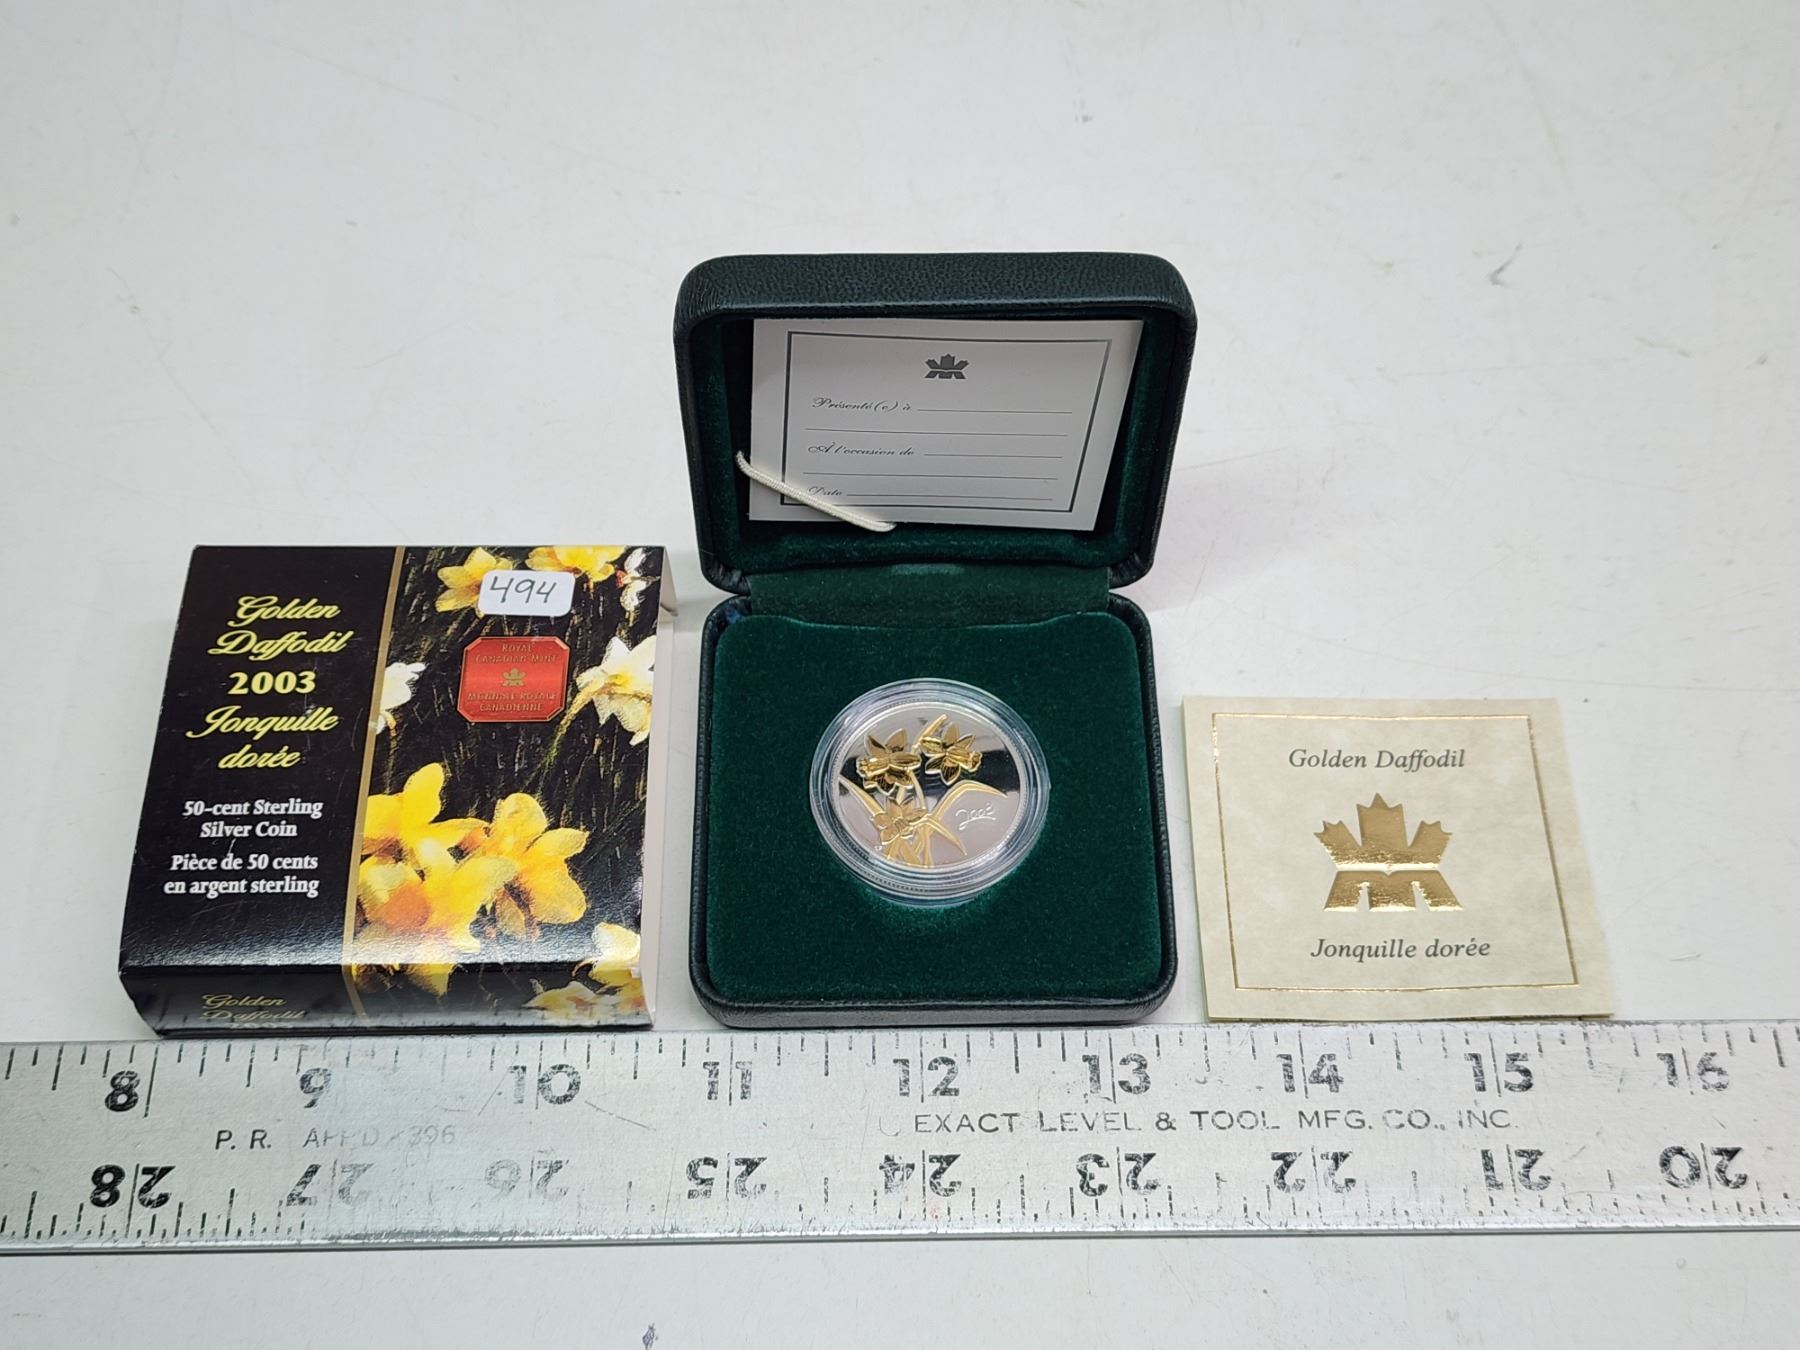 494
Golden
Daffodil
2003
Jonquille
dorée
50-cent Sterling
Silver Coin
Pièce de 50 cents
en argent sterling
ROYAL
CANADIAN MINT
MONNAIE ROYALE
CANADIENNE
Golden
Daffodil
2003
Présenté(e) à
À l'occasion de
Date
2003
Golden Daffodil
Jonquille dorée
8 9 10 11 12 13 14 15 16
P. R. APP'D 396
EXACT LEVEL & TOOL MFG. CO., INC.
28 27 26 25 24 23 22 21 20